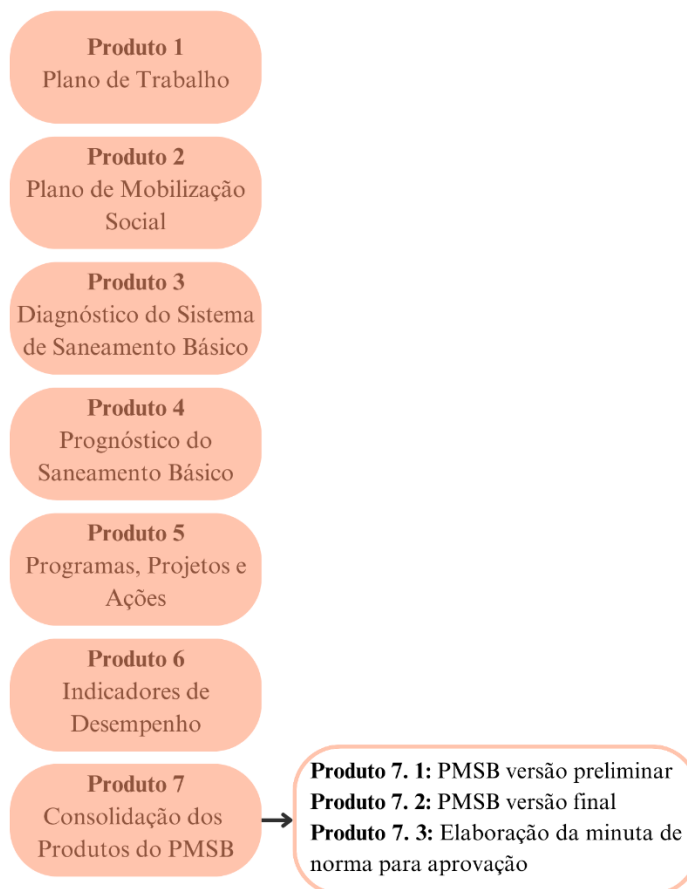 Produto 1
Plano de Trabalho
Produto 2
Plano de Mobilização
Social
Produto 3
Diagnóstico do Sistema
de Saneamento Básico
Produto 4
Prognóstico do
Saneamento Básico
Produto 5
Programas, Projetos e
Ações
Produto 6
Indicadores de
Desempenho
Produto 7
Consolidação dos
Produtos do PMSB
Produto 7. 1: PMSB versão preliminar
Produto 7. 2: PMSB versão final
Produto 7. 3: Elaboração da minuta de
norma para aprovação